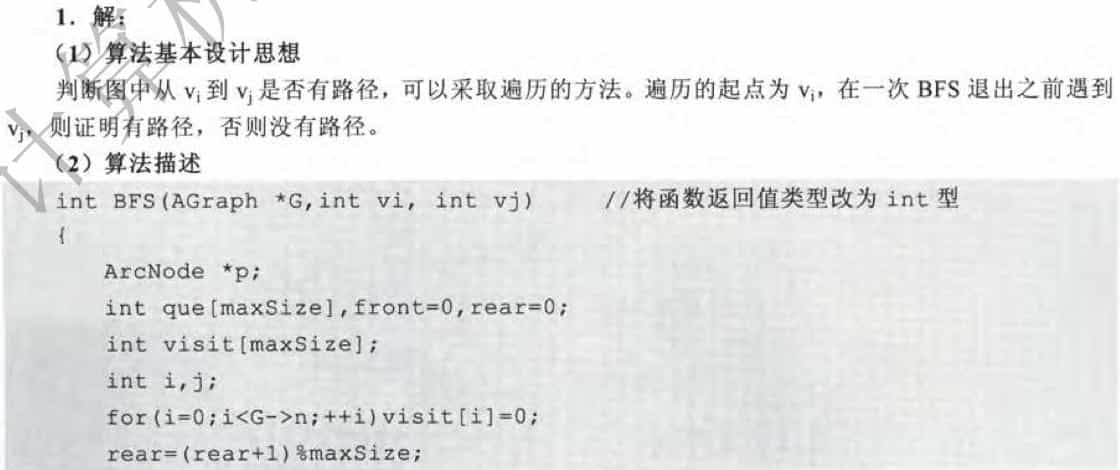 1. 解：
（1）算法基本设计思想
判断图中从 vi 到 vj 是否有路径，可以采取遍历的方法。遍历的起点为 vi，在一次 BFS 退出之前遇到
vj，则证明有路径，否则没有路径。
（2）算法描述
int BFS(AGraph *G,int vi, int vj) //将函数返回值类型改为 int 型
{
ArcNode *p;
int que[maxSize],front=0,rear=0;
int visit[maxSize];
int i,j;
for(i=0;i<G->n;++i)visit[i]=0;
rear=(rear+1)%maxSize;